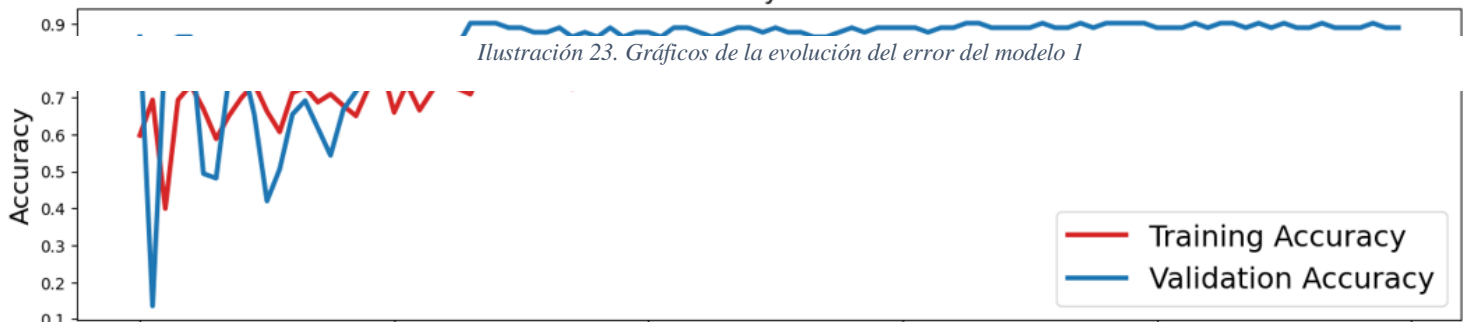 0.9
Ilustración 23. Gráficos de la evolución del error del modelo 1
0.7
0.6
0.5
0.4
0.3
0.2
0.1
Accuracy
Training Accuracy
Validation Accuracy